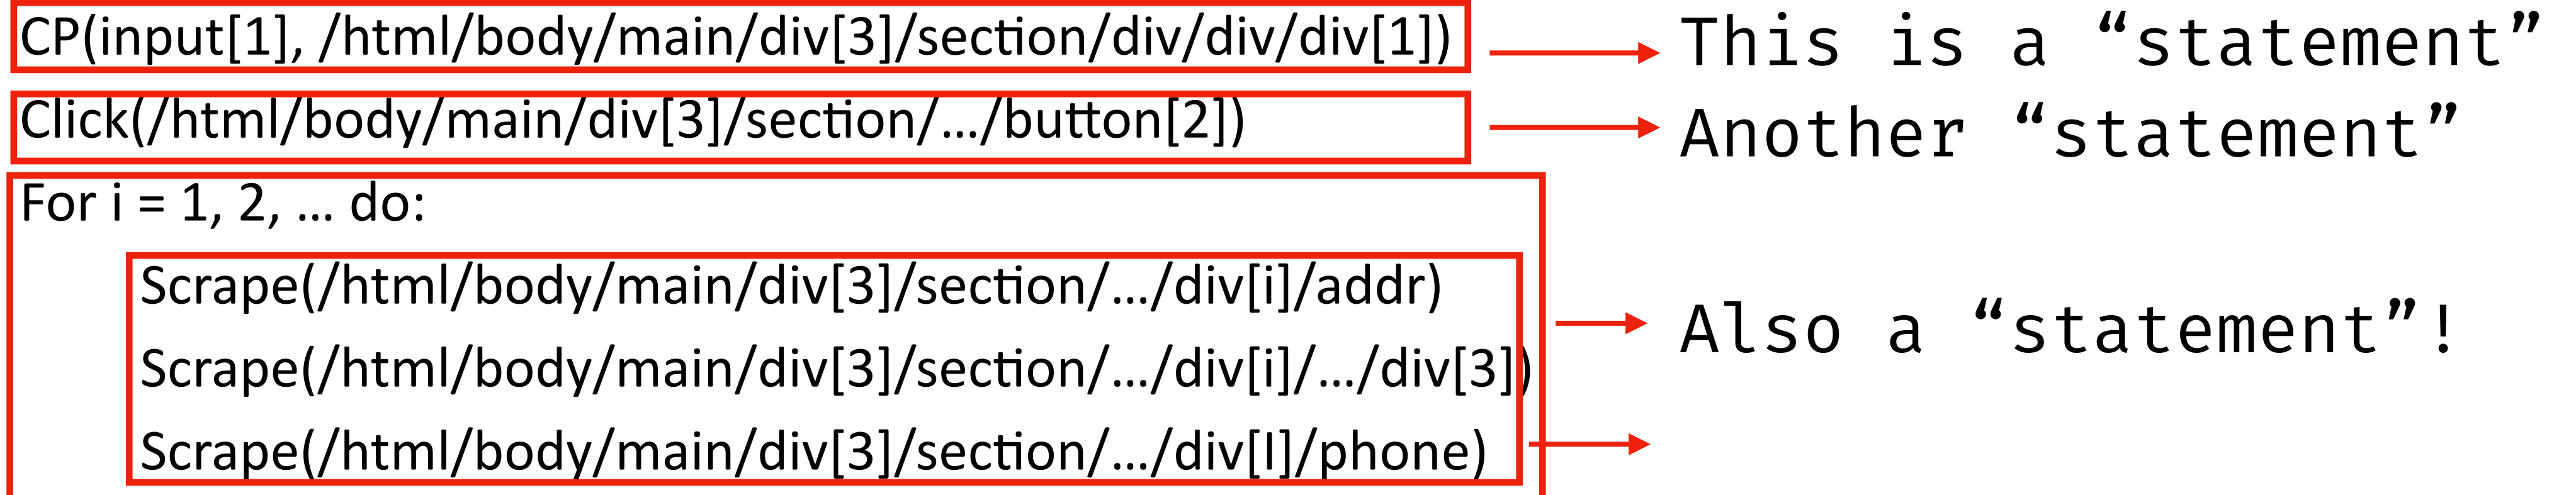 CP(input[1], /html/body/main/div[3]/section/div/div/div[1])
This is a “statement”
Click(/html/body/main/div[3]/section/…/button[2])
Another “statement”
For i = 1, 2, … do:
Scrape(/html/body/main/div[3]/section/…/div[i]/addr)
Also a “statement”!
Scrape(/html/body/main/div[3]/section/…/div[i]/…/div[3])
Scrape(/html/body/main/div[3]/section/…/div[I]/phone)